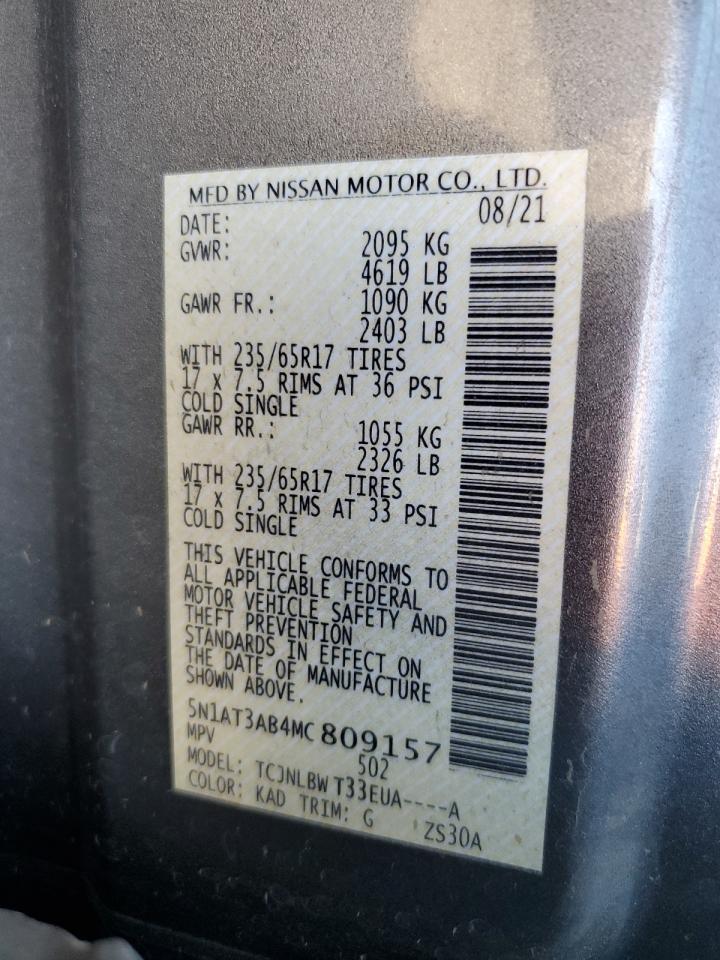 MFD BY NISSAN MOTOR CO., LTD.
DATE: 08/21
GVWR: 2095 KG
4619 LB
GAWR FR.: 1090 KG
2403 LB
WITH 235/65R17 TIRES
17 x 7.5 RIMS AT 36 PSI
COLD SINGLE
GAWR RR.: 1055 KG
2326 LB
WITH 235/65R17 TIRES
17 x 7.5 RIMS AT 33 PSI
COLD SINGLE
THIS VEHICLE CONFORMS TO
ALL APPLICABLE FEDERAL
MOTOR VEHICLE SAFETY AND
THEFT PREVENTION
STANDARDS IN EFFECT ON
THE DATE OF MANUFACTURE
SHOWN ABOVE.
5N1AT3AB4MC 809157
MPV 502
MODEL: TCJNLBW T33EUA----A
COLOR: KAD TRIM: G ZS30A